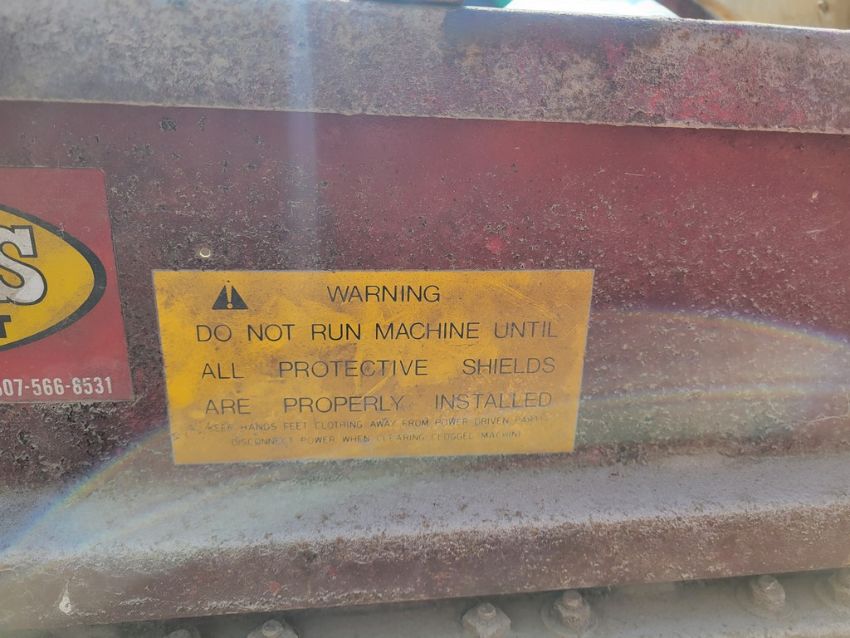 S
T
507-566-8531
WARNING
DO NOT RUN MACHINE UNTIL
ALL PROTECTIVE SHIELDS
ARE PROPERLY INSTALLED
KEEP HANDS FEET CLOTHING AWAY FROM POWER DRIVEN PARTS
DISCONNECT POWER WHEN CLEARING CLOGGED MACHINE